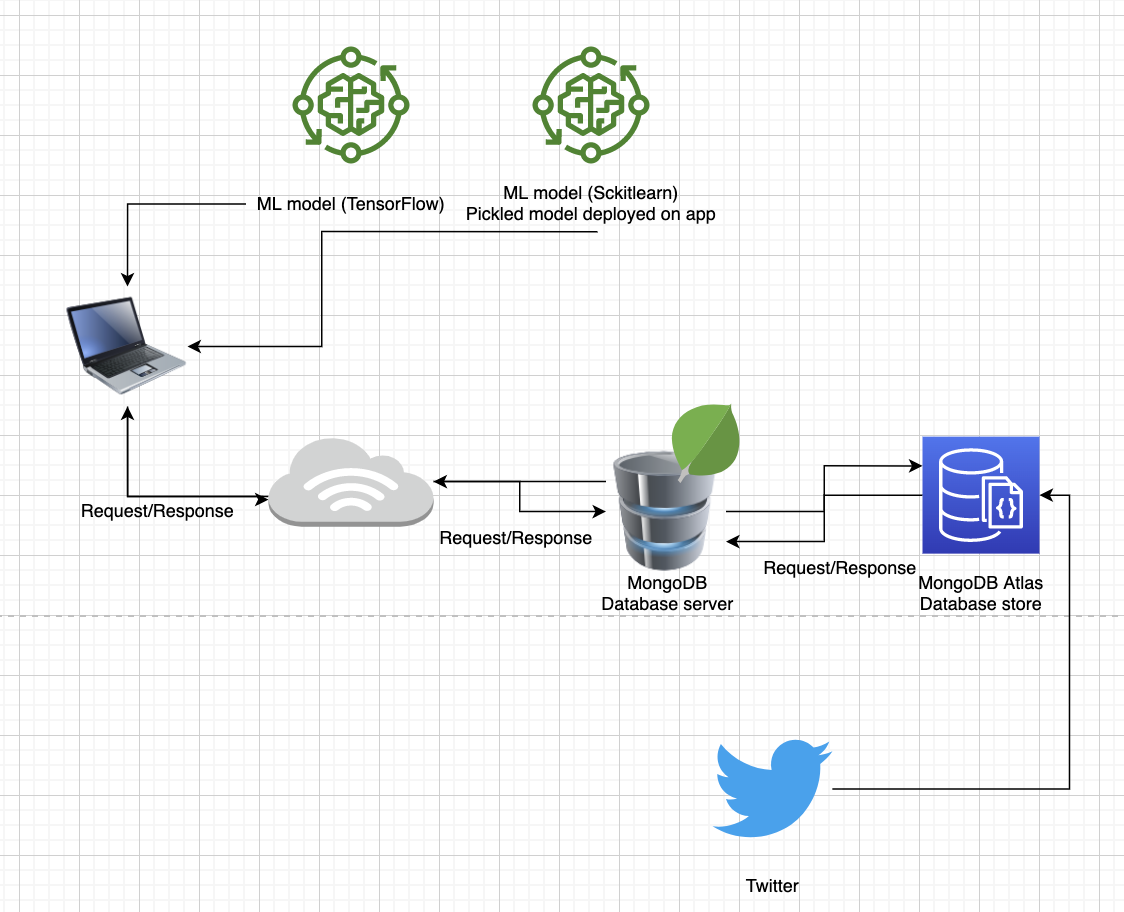 ML model (TensorFlow)
ML model (Sckitlearn)
Pickled model deployed on app
Request/Response
Request/Response
Request/Response
MongoDB
Database server
MongoDB Atlas
Database store
{}
Twitter